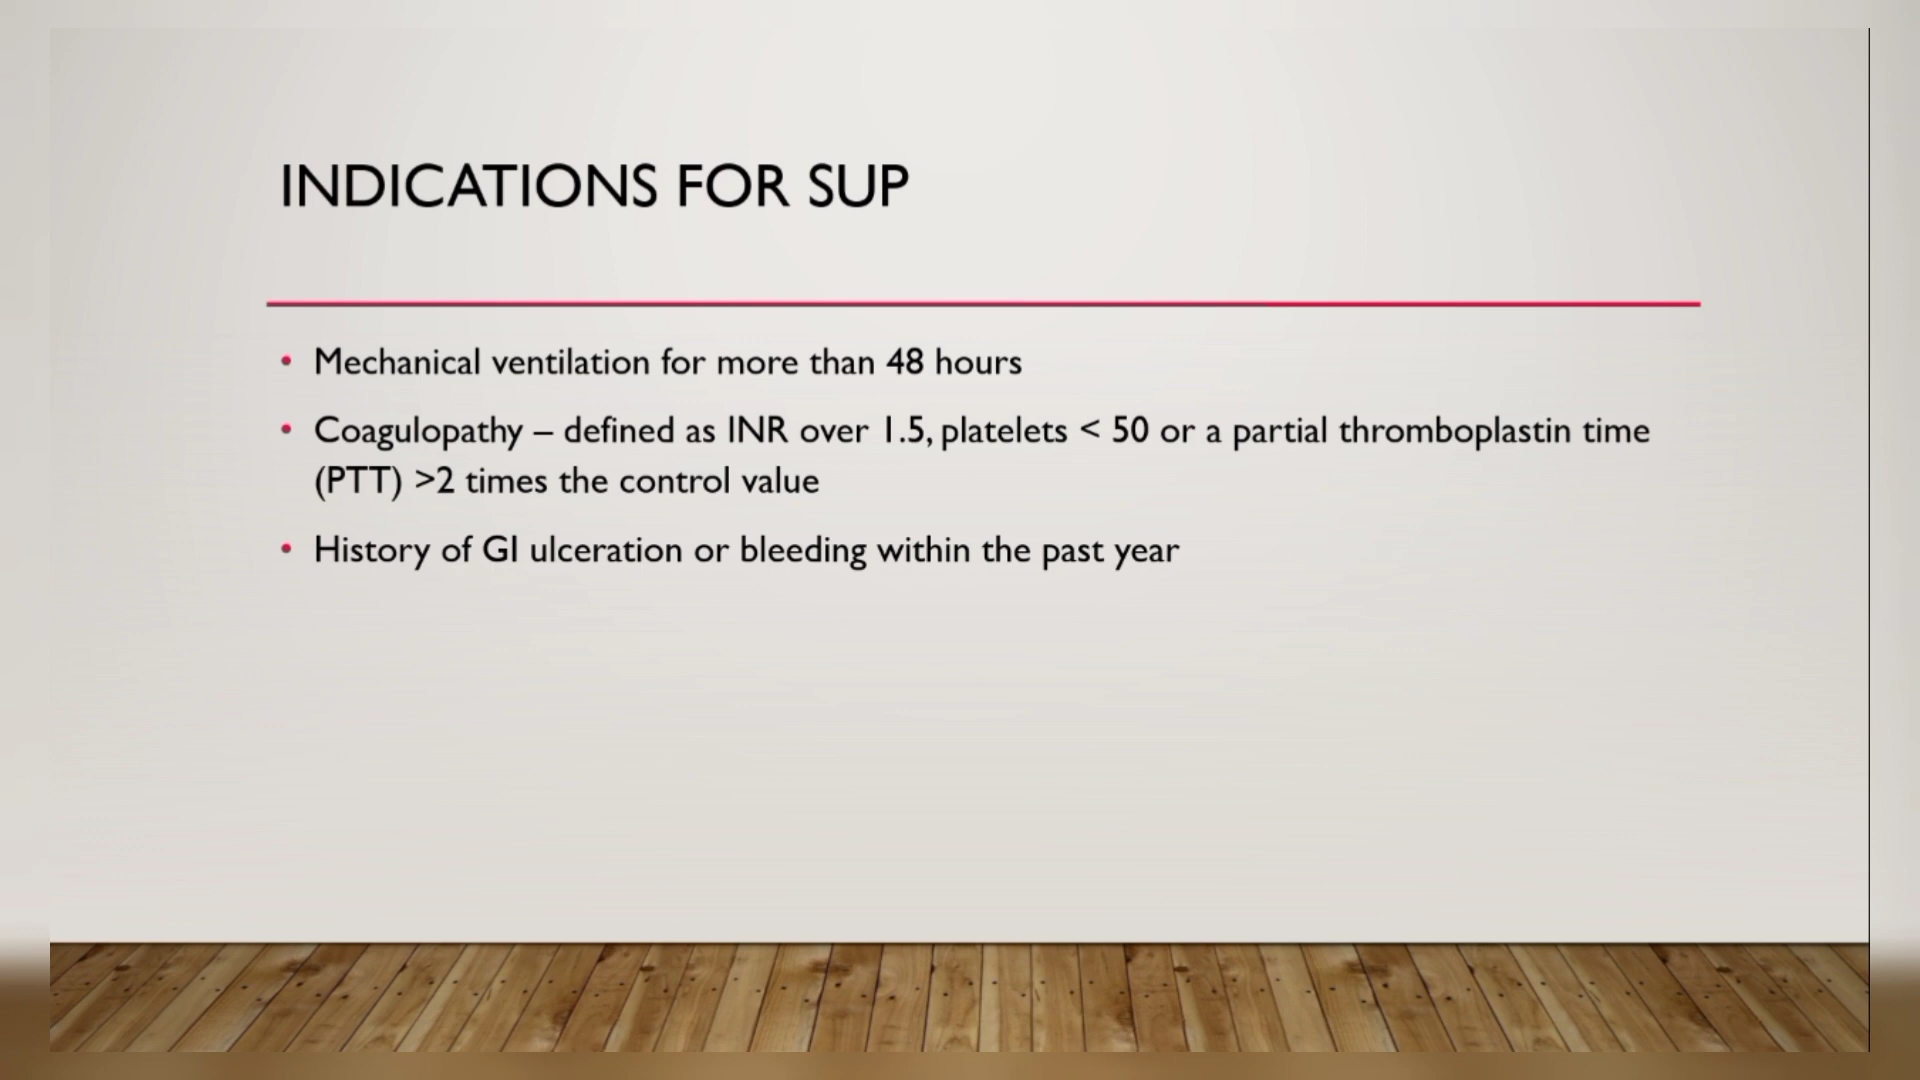 INDICATIONS FOR SUP
• Mechanical ventilation for more than 48 hours
• Coagulopathy – defined as INR over 1.5, platelets < 50 or a partial thromboplastin time
(PTT) >2 times the control value
• History of GI ulceration or bleeding within the past year